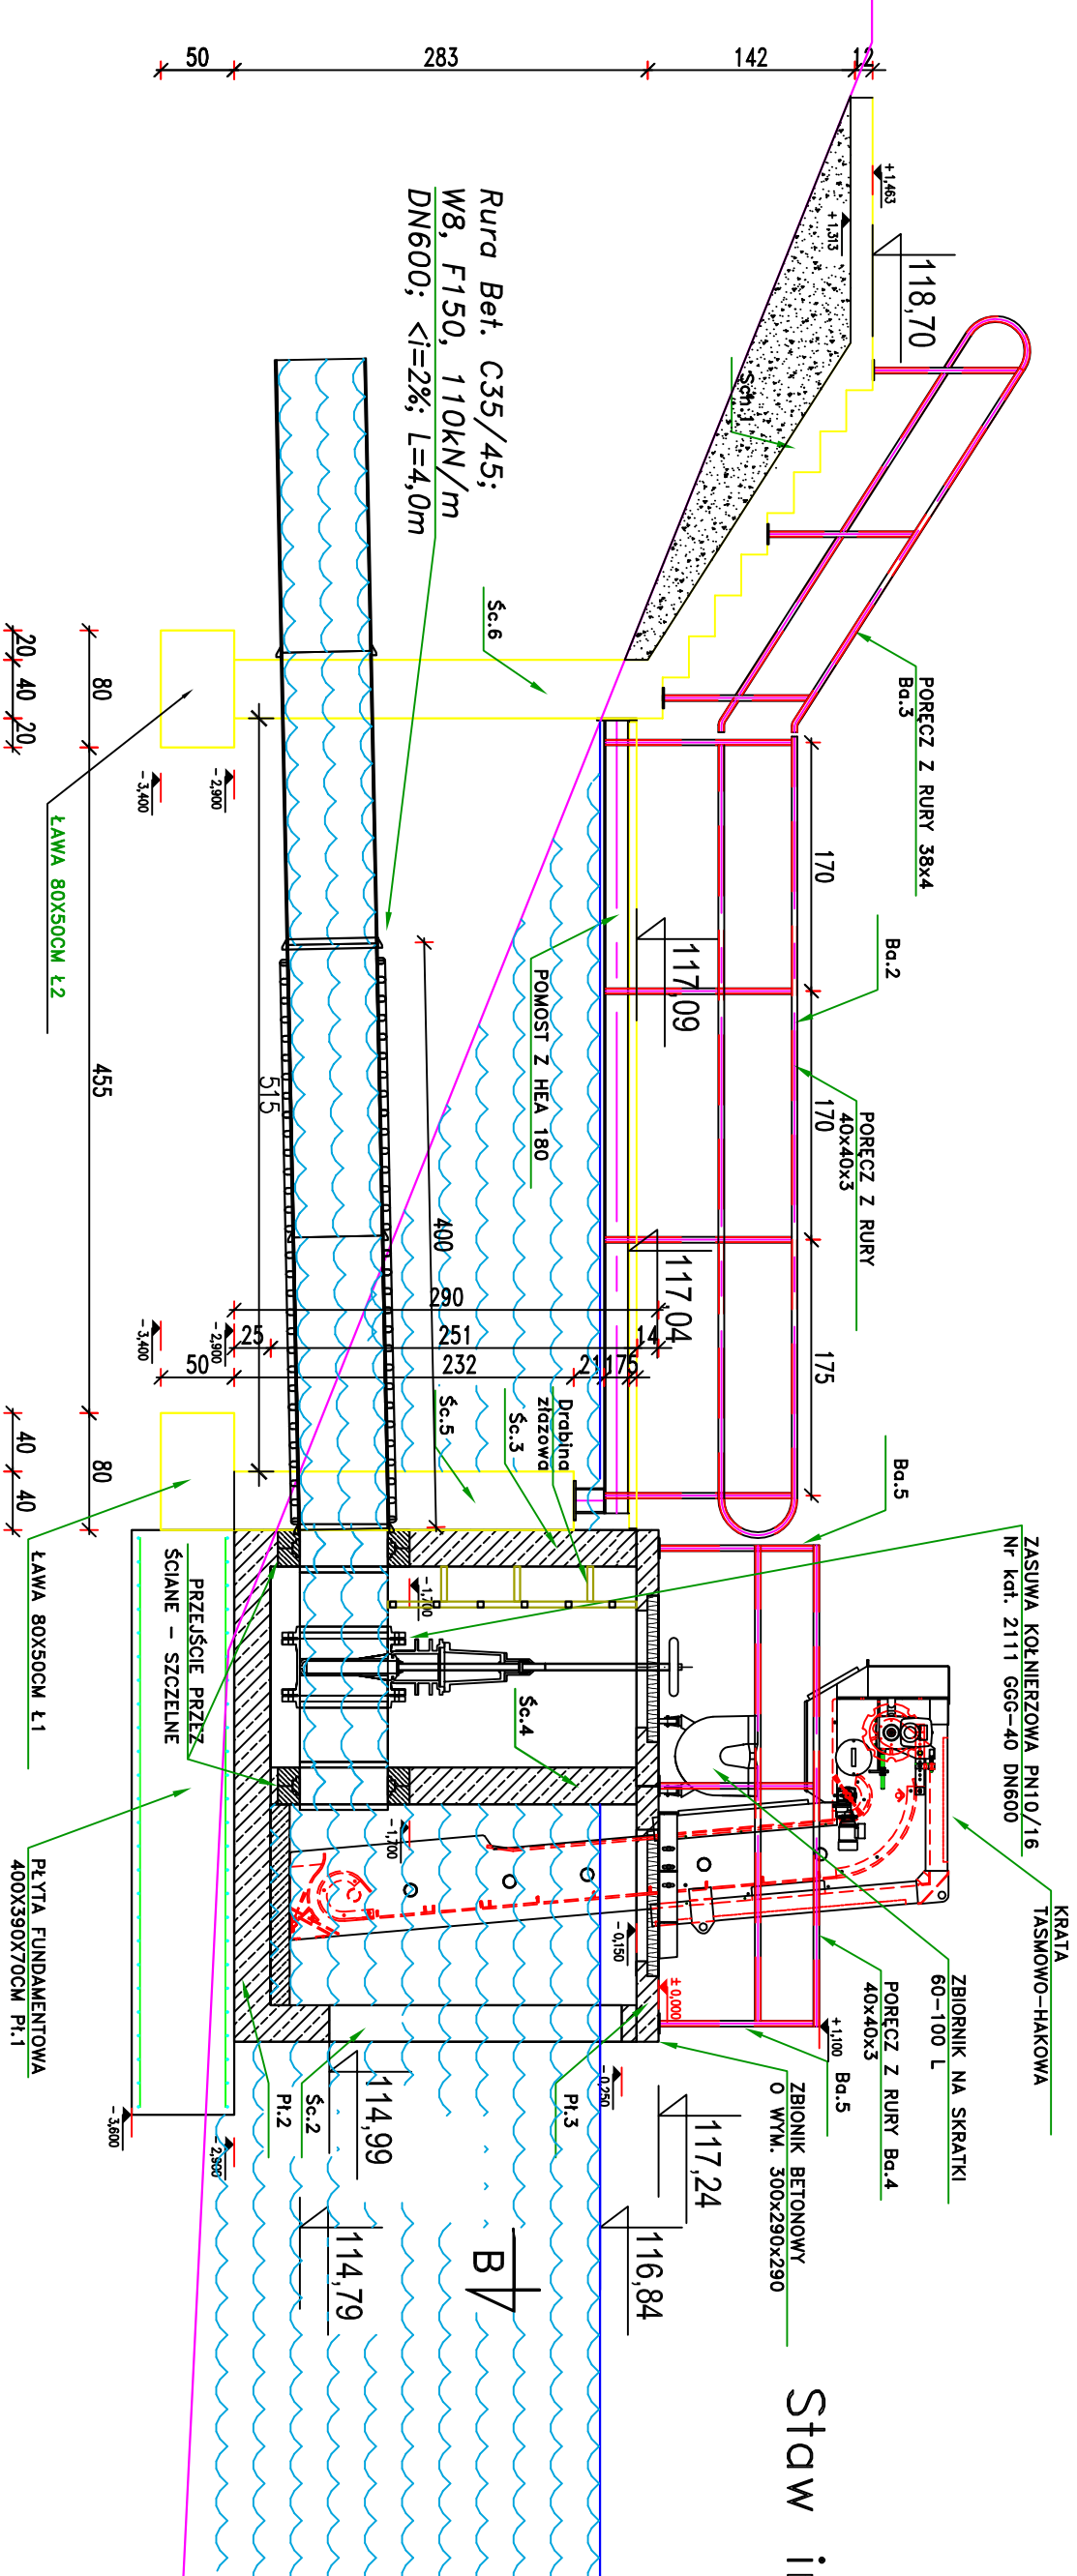 50
283
142
12
+1,463
+1,313
118,70
Sch.1
Rura Bet. C35/45;
W8, F150, 110kN/m
DN600; <i=2%; L=4,0m
Śc.6
PORĘCZ Z RURY 38x4
Ba.3
20
40
20
80
-3,400
-2,900
ŁAWA 80X50CM Ł2
170
Ba.2
117,09
POMOST Z HEA 180
455
515
170
PORĘCZ Z RURY
40x40x3
400
117,04
290
25
251
14
50
232
21
175
-3,400
-2,900
175
Drabina
złazowa
Śc.3
Śc.5
40
40
80
Ba.5
ZASUWA KOŁNIERZOWA PN10/16
Nr kat. 2111 GGG-40 DN600
-1,700
Śc.4
PRZEJŚCIE PRZEZ
ŚCIANE - SZCZELNE
ŁAWA 80X50CM Ł1
PŁYTA FUNDAMENTOWA
400X390X70CM Pł.1
-1,700
-0,150
±0,000
+1,100
KRATA
TAŚMOWO-HAKOWA
ZBIORNIK NA SKRATKI
60-100 L
PORĘCZ Z RURY Ba.4
40x40x3
Ba.5
ZBIONIK BETONOWY
O WYM. 300x290x290
-0,250
Pł.3
Śc.2
Pł.2
-3,600
-2,900
114,99
117,24
114,79
116,84
B
Staw